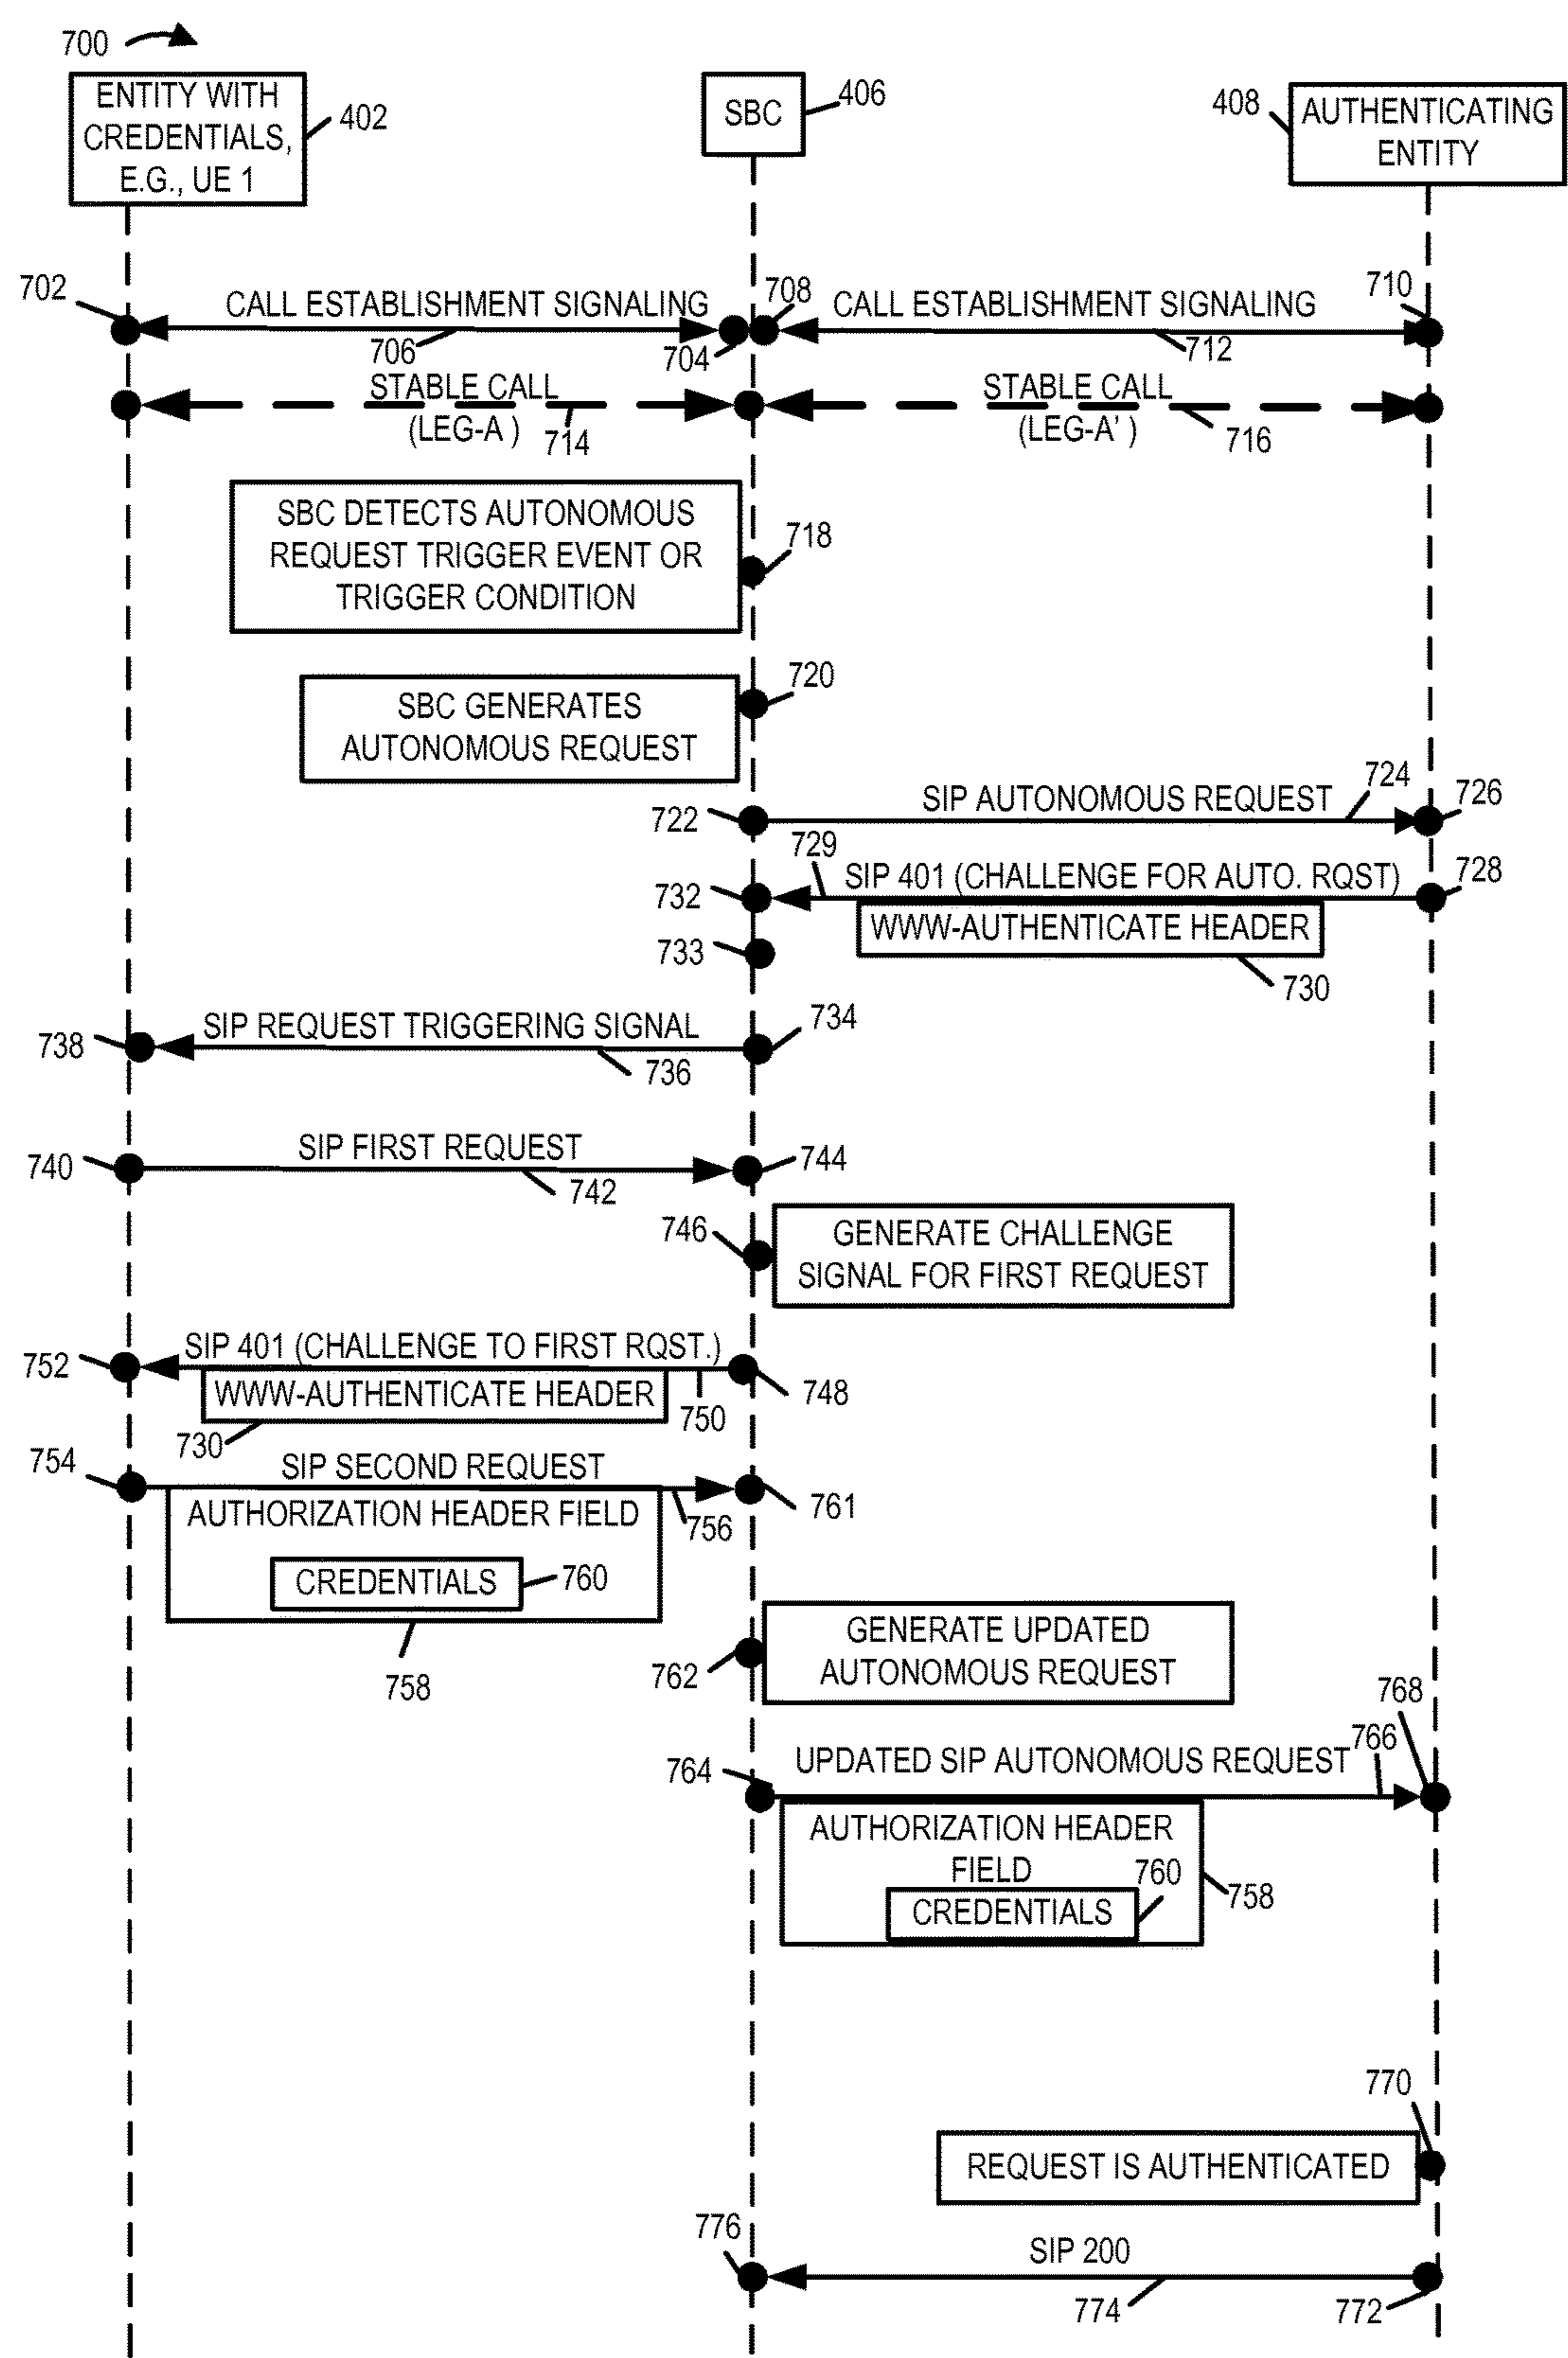 700
ENTITY WITH
CREDENTIALS,
E.G., UE 1
402
SBC
406
408
AUTHENTICATING
ENTITY
702
CALL ESTABLISHMENT SIGNALING
706
704
708
CALL ESTABLISHMENT SIGNALING
712
710
STABLE CALL
(LEG-A )
714
STABLE CALL
(LEG-A' )
716
SBC DETECTS AUTONOMOUS
REQUEST TRIGGER EVENT OR
TRIGGER CONDITION
718
SBC GENERATES
AUTONOMOUS REQUEST
720
722
SIP AUTONOMOUS REQUEST
724
726
729
SIP 401 (CHALLENGE FOR AUTO. RQST)
728
732
WWW-AUTHENTICATE HEADER
733
730
738
SIP REQUEST TRIGGERING SIGNAL
734
736
740
SIP FIRST REQUEST
742
744
746
GENERATE CHALLENGE
SIGNAL FOR FIRST REQUEST
752
SIP 401 (CHALLENGE TO FIRST RQST.)
WWW-AUTHENTICATE HEADER
750
748
730
754
SIP SECOND REQUEST
AUTHORIZATION HEADER FIELD
756
761
CREDENTIALS
760
758
762
GENERATE UPDATED
AUTONOMOUS REQUEST
764
UPDATED SIP AUTONOMOUS REQUEST
766
768
AUTHORIZATION HEADER
FIELD
760
CREDENTIALS
758
770
REQUEST IS AUTHENTICATED
776
SIP 200
774
772